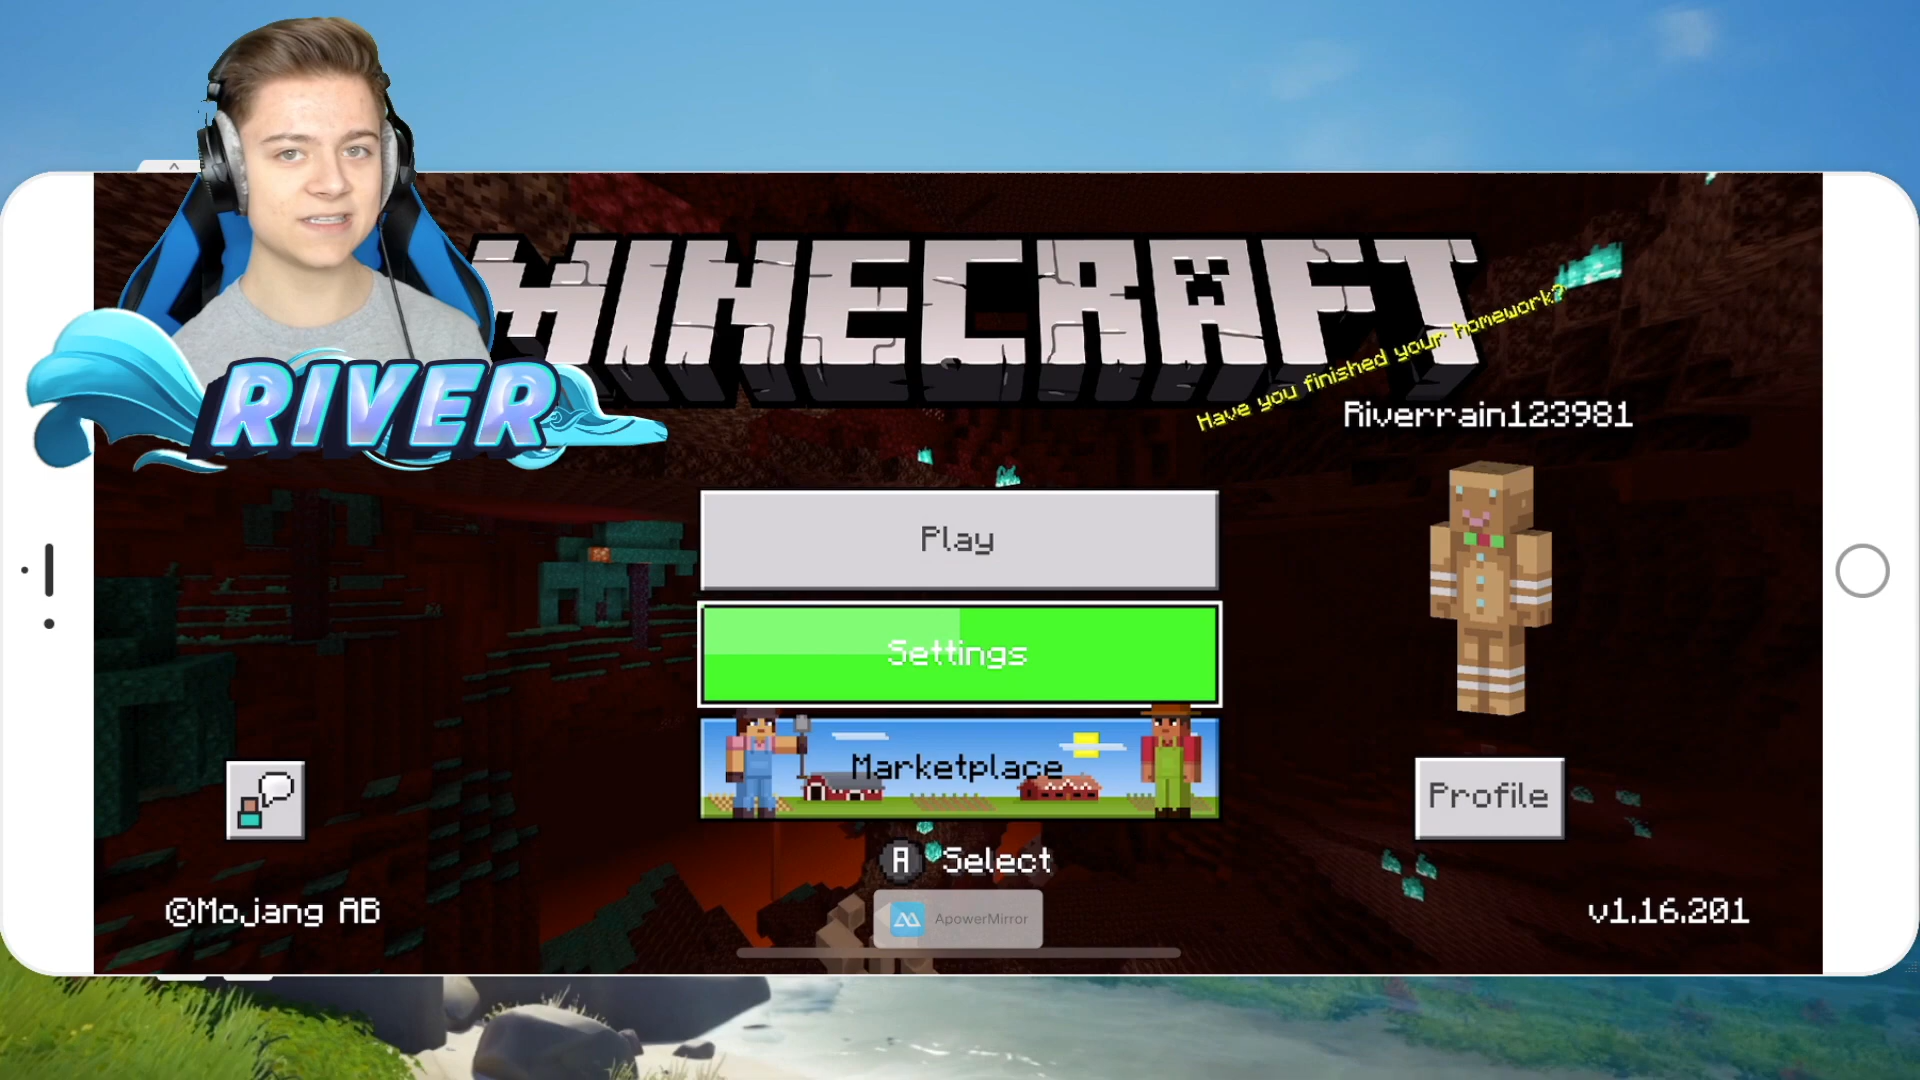 MINECRAFT
Have you finished your homework?
RIVER
Riverrain123981
Play
Settings
Marketplace
Profile
A Select
ApowerMirror
©Mojang AB
v1.16.201